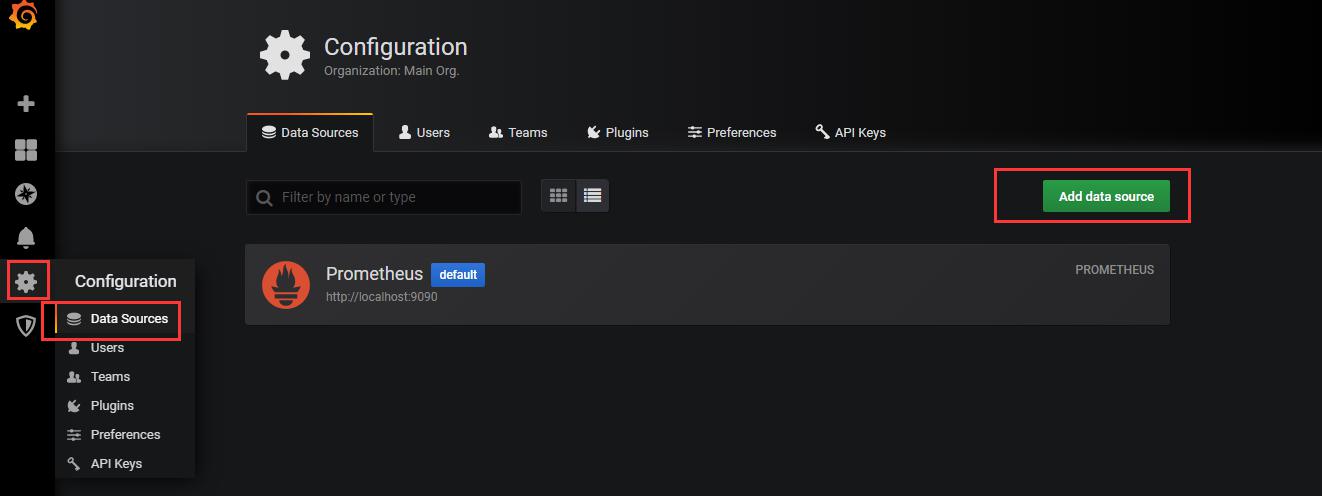 Configuration
Organization: Main Org.
Data Sources
Users
Teams
Plugins
Preferences
API Keys
Filter by name or type
Add data source
Prometheus default
PROMETHEUS
http://localhost:9090
Configuration
Data Sources
Users
Teams
Plugins
Preferences
API Keys